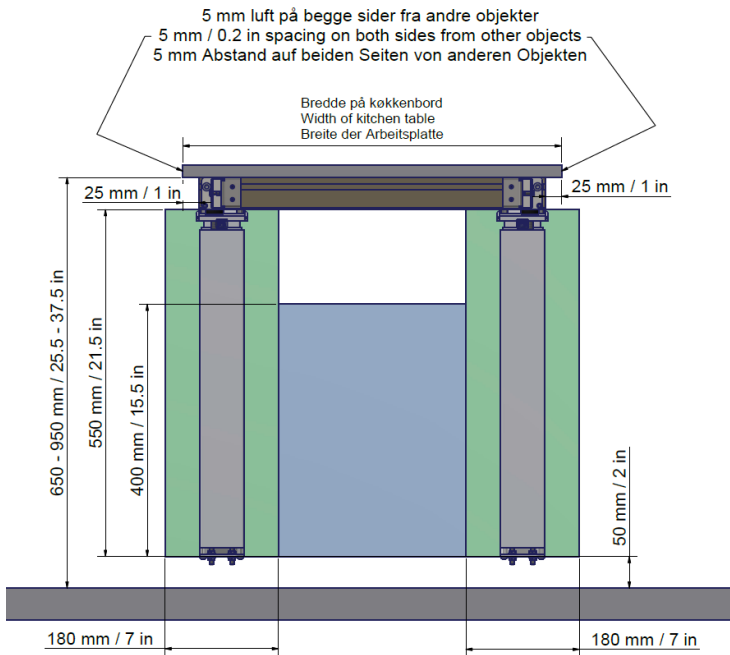 5 mm luft på begge sider fra andre objekter
5 mm / 0.2 in spacing on both sides from other objects
5 mm Abstand auf beiden Seiten von anderen Objekten
Bredde på køkkenbord
Width of kitchen table
Breite der Arbeitsplatte
25 mm / 1 in
25 mm / 1 in
650 - 950 mm / 25.5 - 37.5 in
550 mm / 21.5 in
400 mm / 15.5 in
50 mm / 2 in
180 mm / 7 in
180 mm / 7 in